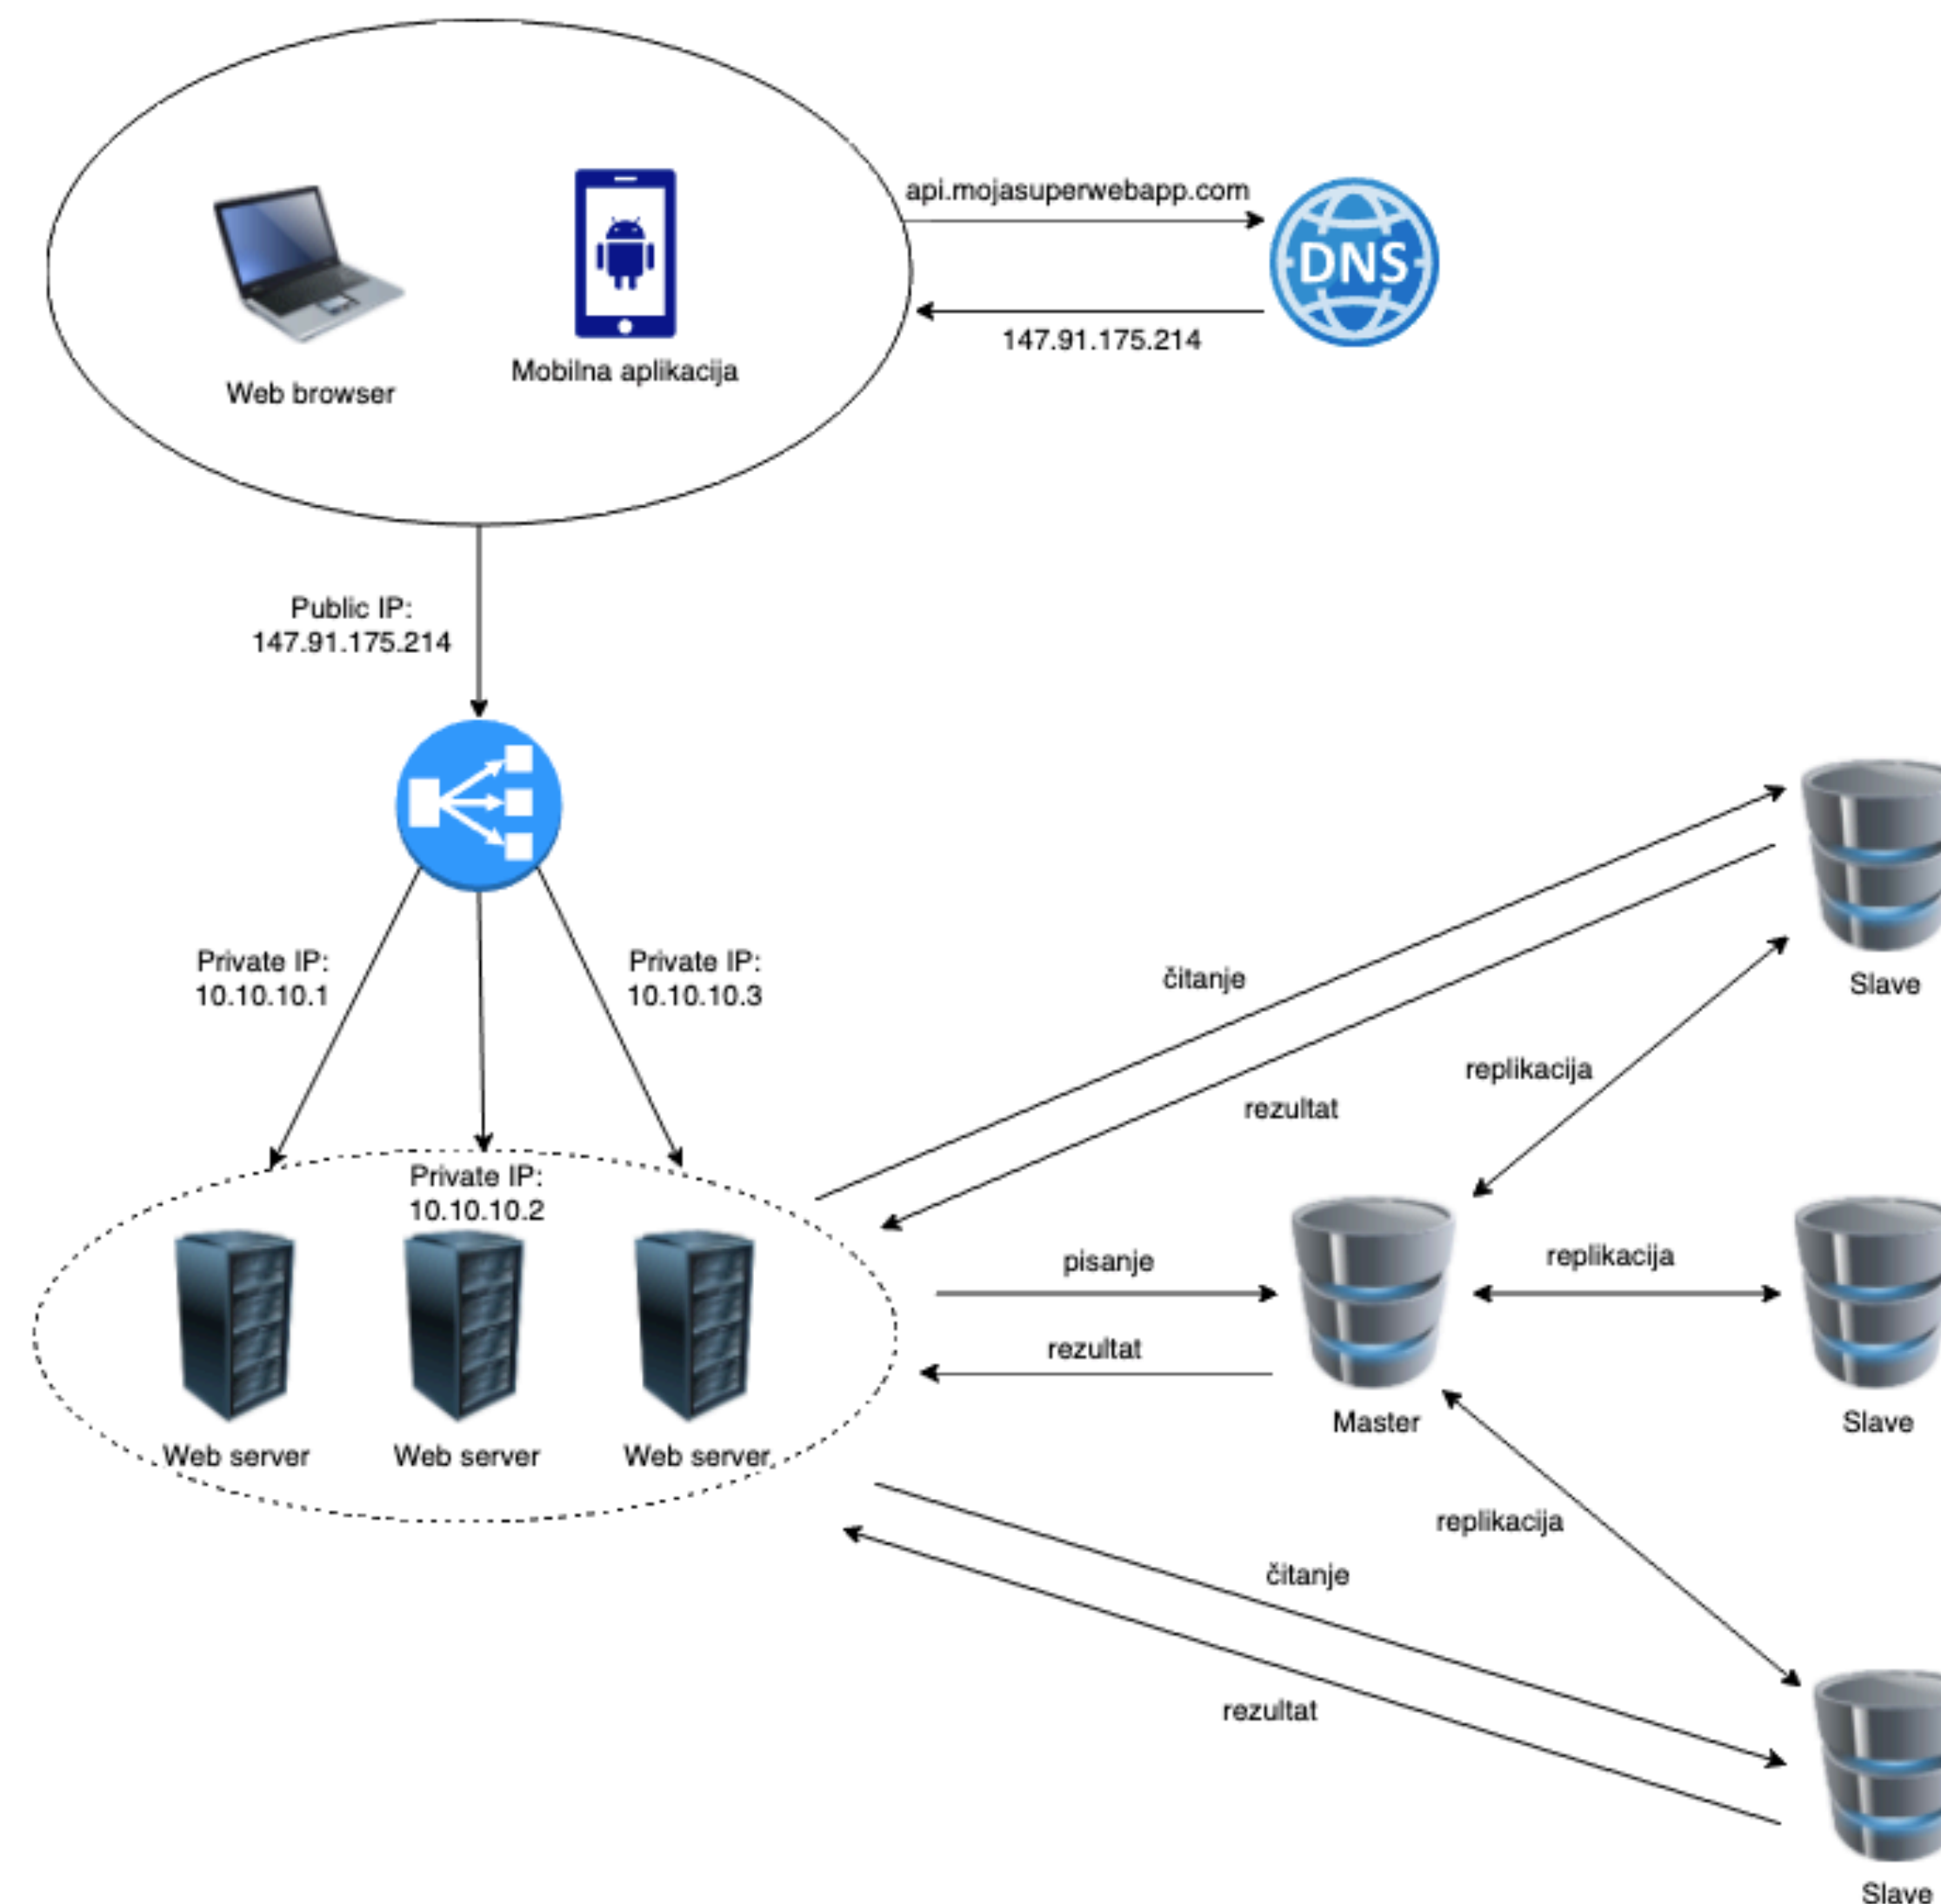 api.mojasuperwebapp.com
DNS
147.91.175.214
Web browser
Mobilna aplikacija
Public IP:
147.91.175.214
Private IP:
10.10.10.1
Private IP:
10.10.10.3
Private IP:
10.10.10.2
Web server
Web server
Web server
čitanje
rezultat
Slave
replikacija
pisanje
rezultat
Master
replikacija
Slave
replikacija
čitanje
rezultat
Slave